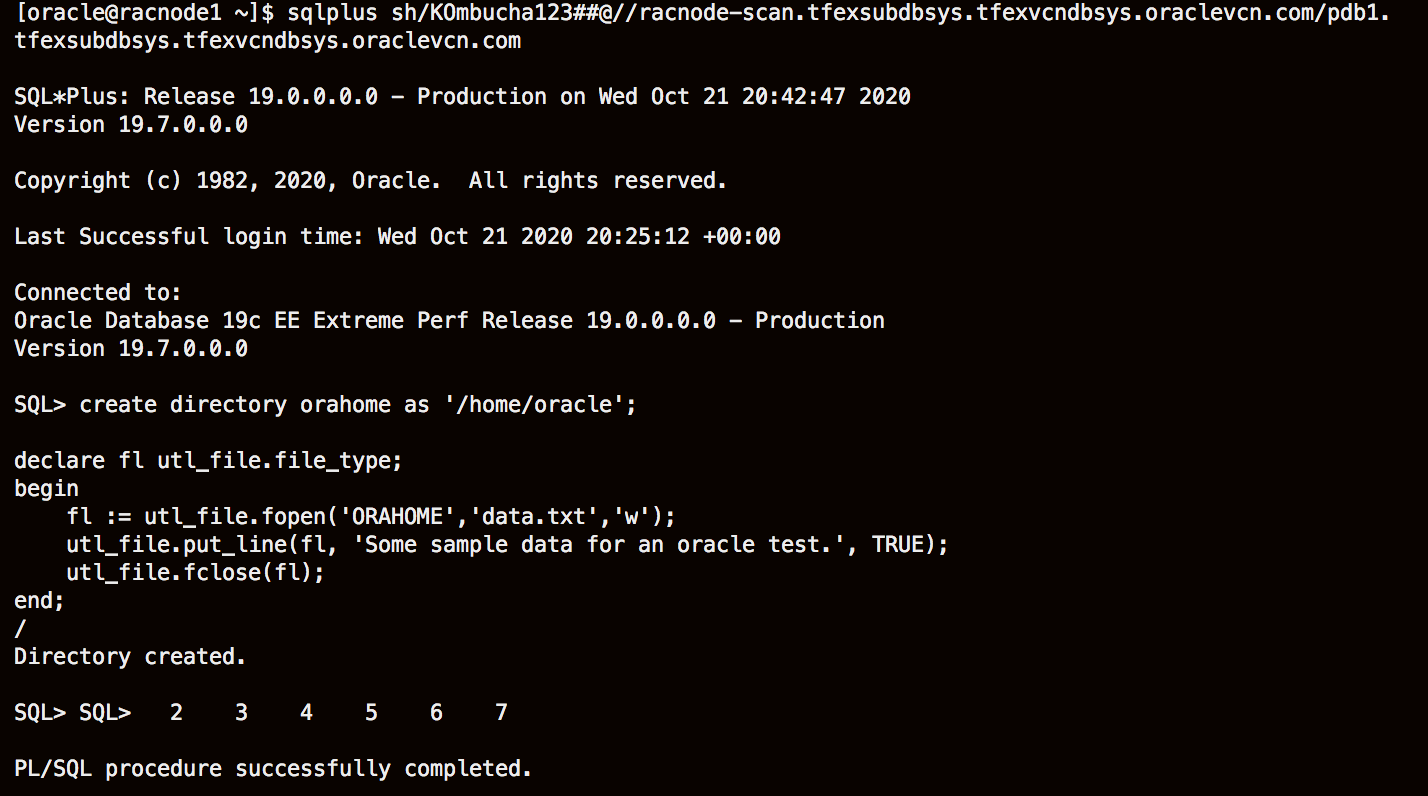 [oracle@racnode1 ~]$ sqlplus sh/KOmbucha123##@//racnode-scan.tfexsubdbsys.tfexvcndbsys.oraclevcn.com/pdb1.
tfexsubdbsys.tfexvcndbsys.oraclevcn.com

SQL*Plus: Release 19.0.0.0.0 - Production on Wed Oct 21 20:42:47 2020
Version 19.7.0.0.0

Copyright (c) 1982, 2020, Oracle.  All rights reserved.

Last Successful login time: Wed Oct 21 2020 20:25:12 +00:00

Connected to:
Oracle Database 19c EE Extreme Perf Release 19.0.0.0.0 - Production
Version 19.7.0.0.0

SQL> create directory orahome as '/home/oracle';

declare fl utl_file.file_type;
begin
    fl := utl_file.fopen('ORAHOME','data.txt','w');
    utl_file.put_line(fl, 'Some sample data for an oracle test.', TRUE);
    utl_file.fclose(fl);
end;
/
Directory created.

SQL> SQL>   2    3    4    5    6    7

PL/SQL procedure successfully completed.